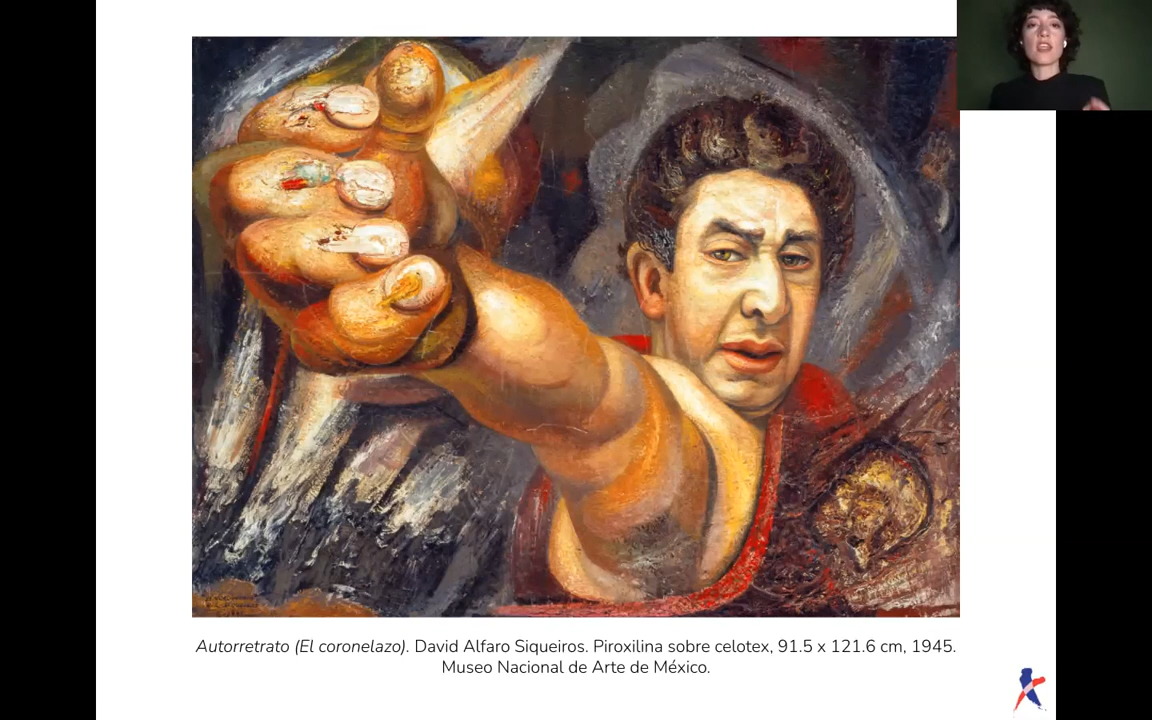 Autorretrato (El coronelazo). David Alfaro Siqueiros. Piroxilina sobre celotex, 91.5 x 121.6 cm, 1945.
Museo Nacional de Arte de México.